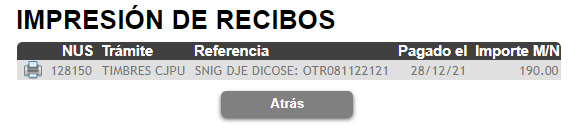 IMPRESIÓN DE RECIBOS
NUS Trámite Referencia Pagado el Importe M/N
128150 TIMBRES CJPU SNIG DJE DICOSE: OTR081122121 28/12/21 190.00
Atrás